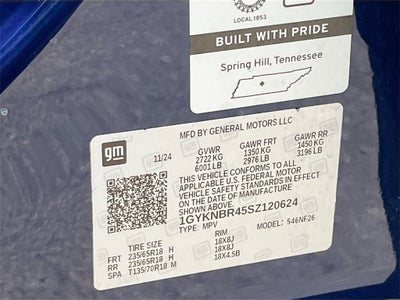 LOCAL 1853
BUILT WITH PRIDE
Spring Hill, Tennessee
gm
MFD BY GENERAL MOTORS LLC
11/24
GVWR GAWR FRT GAWR RR
2722 KG 1350 KG 1450 KG
6001 LB 2976 LB 3196 LB
THIS VEHICLE CONFORMS TO ALL
APPLICABLE U.S. FEDERAL MOTOR
VEHICLE SAFETY STANDARDS IN EFFECT
ON THE DATE OF MANUFACTURE
SHOWN ABOVE.
1GYKNBR45SZ120624
TYPE: MPV MODEL: 546NF26
TIRE SIZE RIM
FRT 235/65R18 H 18X8J
RR 235/65R18 H 18X8J
SPA T135/70R18 M 18X4.5B